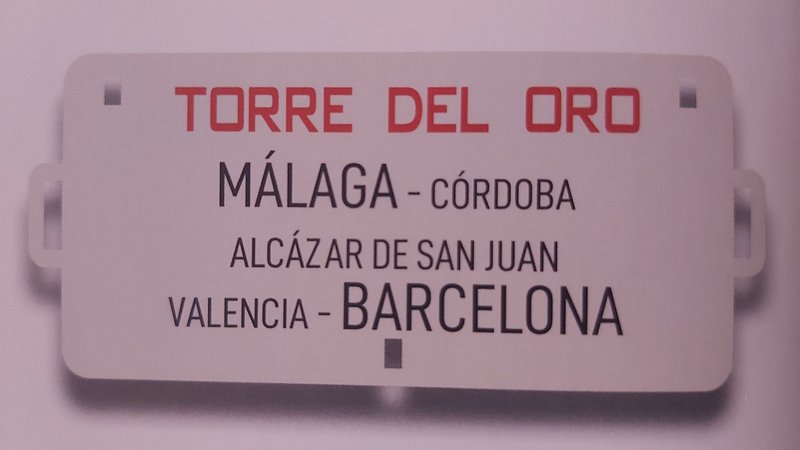 TORRE DEL ORO
MÁLAGA - CÓRDOBA
ALCÁZAR DE SAN JUAN
VALENCIA - BARCELONA